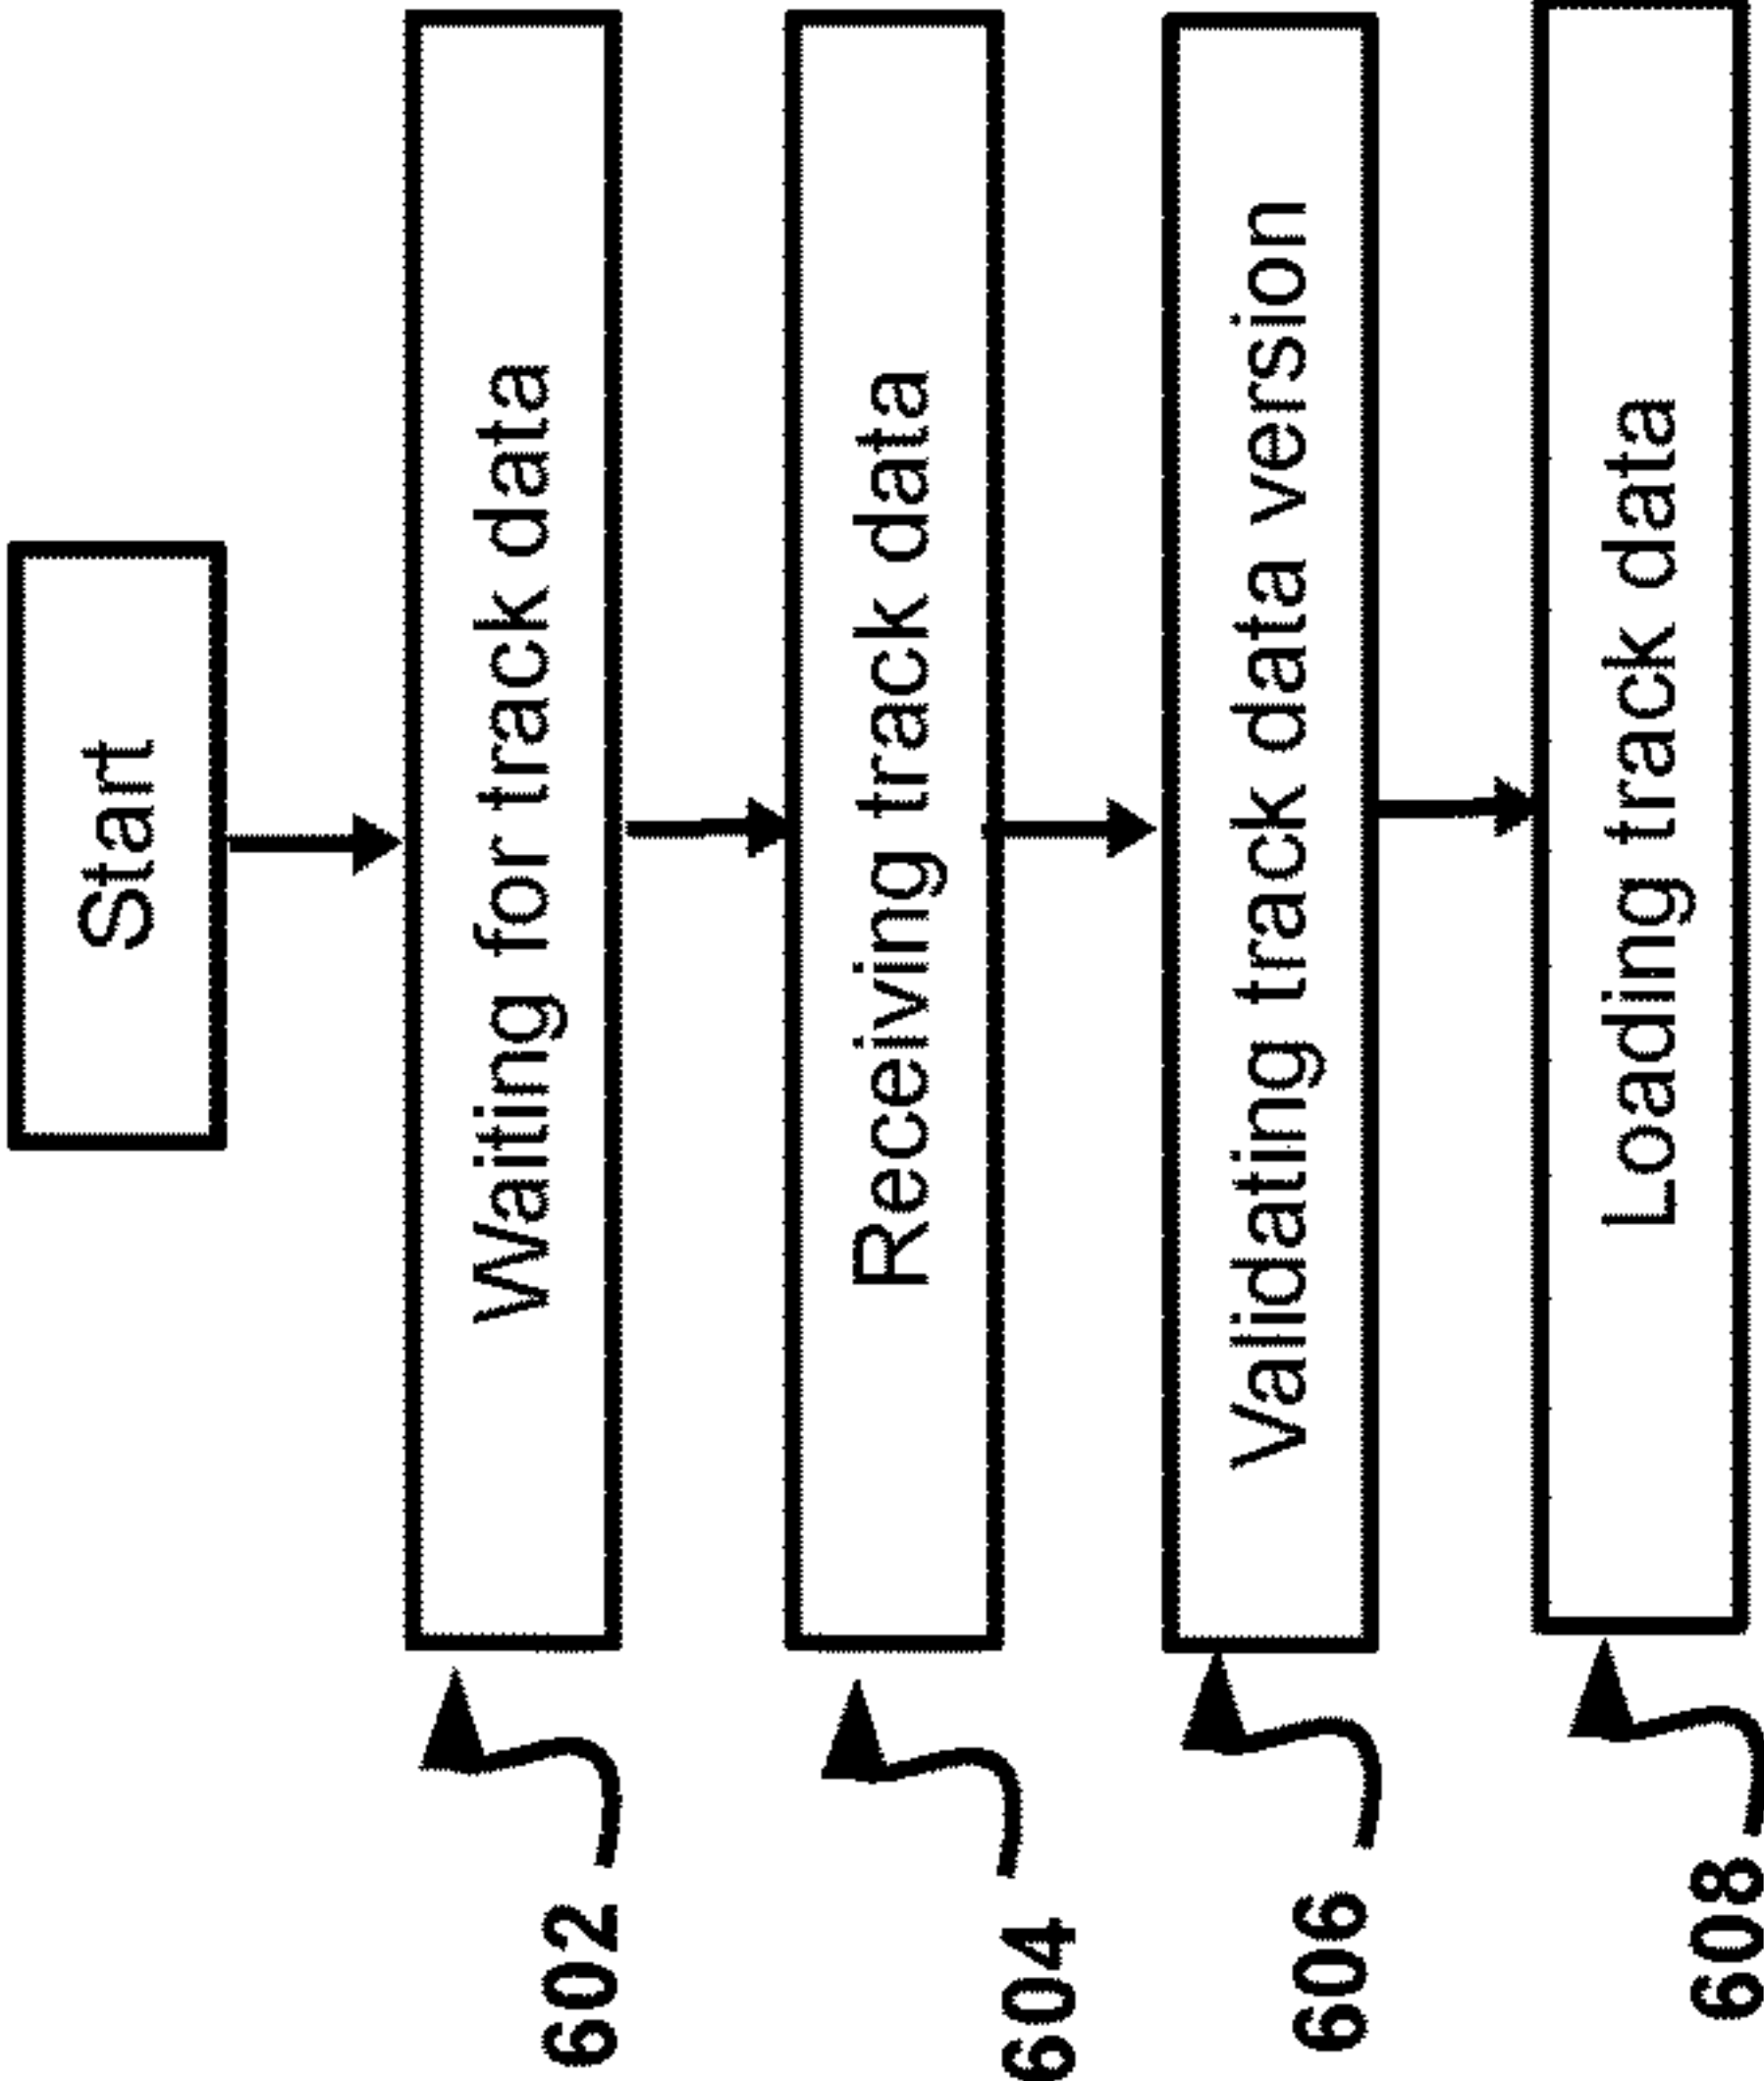 Start
602
Waiting for track data
604
Receiving track data
606
Validating track data version
608
Loading track data